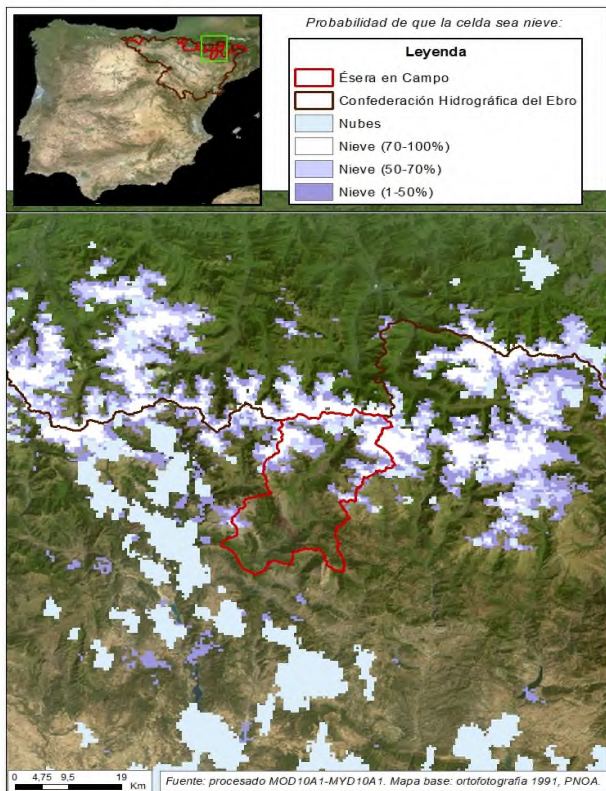 Probabilidad de que la celda sea nieve:
Leyenda
Ésera en Campo
Confederación Hidrográfica del Ebro
Nubes
Nieve (70-100%)
Nieve (50-70%)
Nieve (1-50%)
0 4,75 9,5 19
Km
Fuente: procesado MOD10A1-MYD10A1. Mapa base: ortofotografía 1991, PNOA.